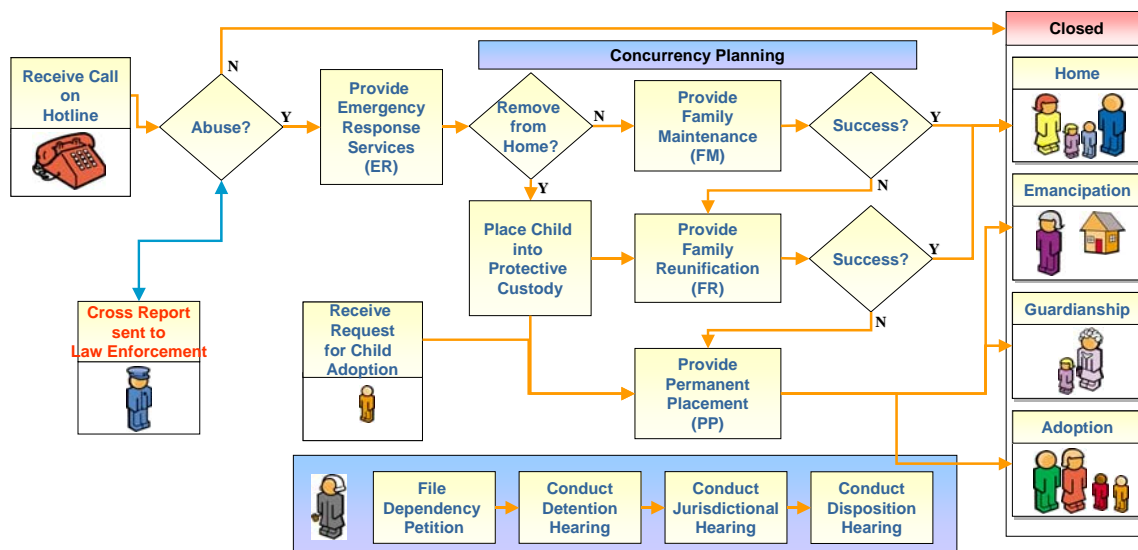 Closed
N
Concurrency Planning
Receive Call
on
Hotline
Abuse?
Y
Provide
Emergency
Response
Services
(ER)
Remove
from
Home?
N
Provide
Family
Maintenance
(FM)
Success?
Y
Home
Y
N
Emancipation
Place Child
into
Protective
Custody
Provide
Family
Reunification
(FR)
Success?
Y
N
Cross Report
sent to
Law Enforcement
Receive
Request
for Child
Adoption
Provide
Permanent
Placement
(PP)
Guardianship
Adoption
File
Dependency
Petition
Conduct
Detention
Hearing
Conduct
Jurisdictional
Hearing
Conduct
Disposition
Hearing